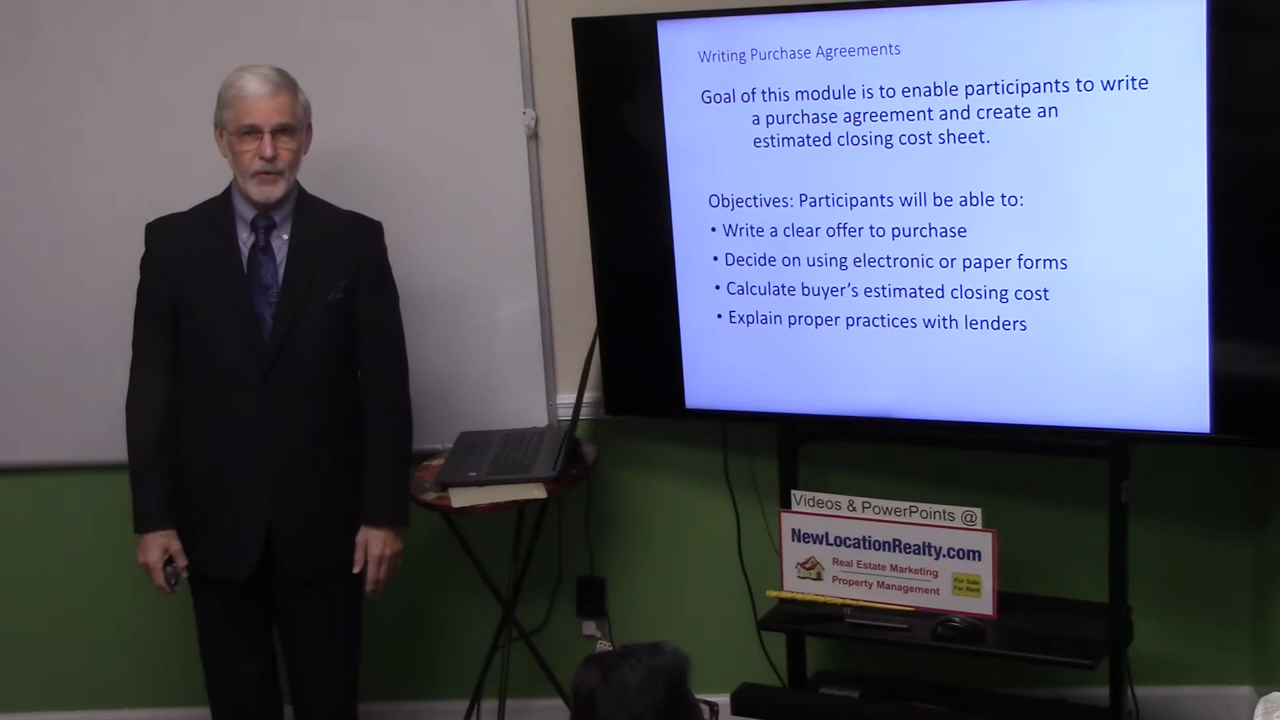 Writing Purchase Agreements
Goal of this module is to enable participants to write
a purchase agreement and create an
estimated closing cost sheet.
Objectives: Participants will be able to:
• Write a clear offer to purchase
• Decide on using electronic or paper forms
• Calculate buyer's estimated closing cost
• Explain proper practices with lenders
Videos & PowerPoints @
NewLocationRealty.com
Real Estate Marketing
Property Management
For Sale
For Rent